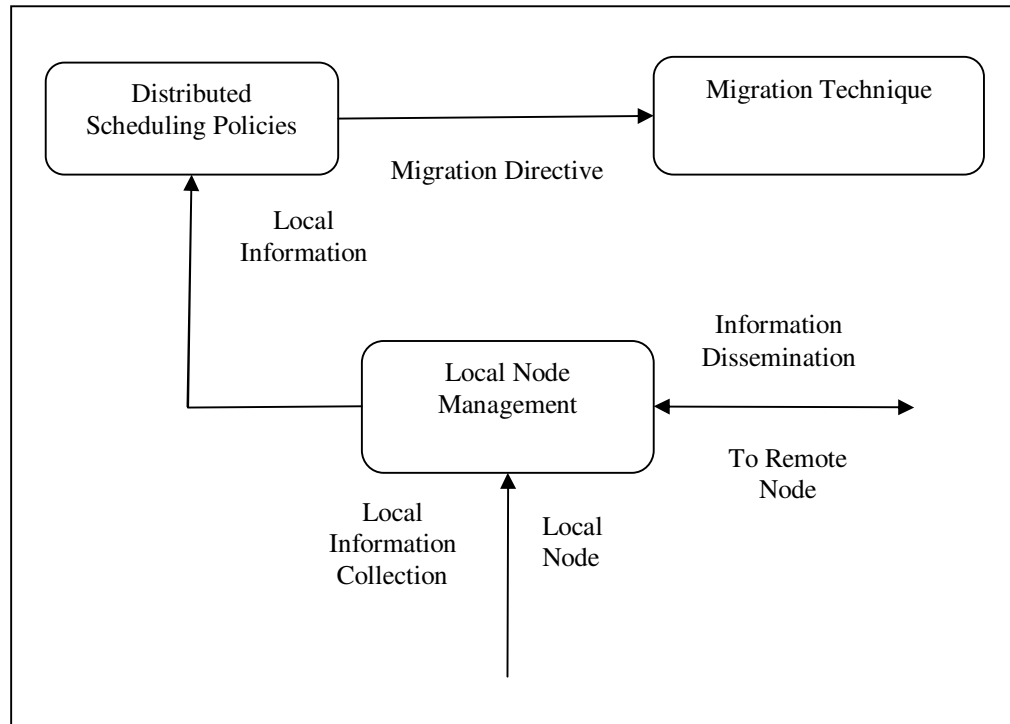 Distributed
Scheduling Policies
Migration Technique
Migration Directive
Local
Information
Information
Dissemination
Local Node
Management
To Remote
Node
Local
Information
Collection
Local
Node